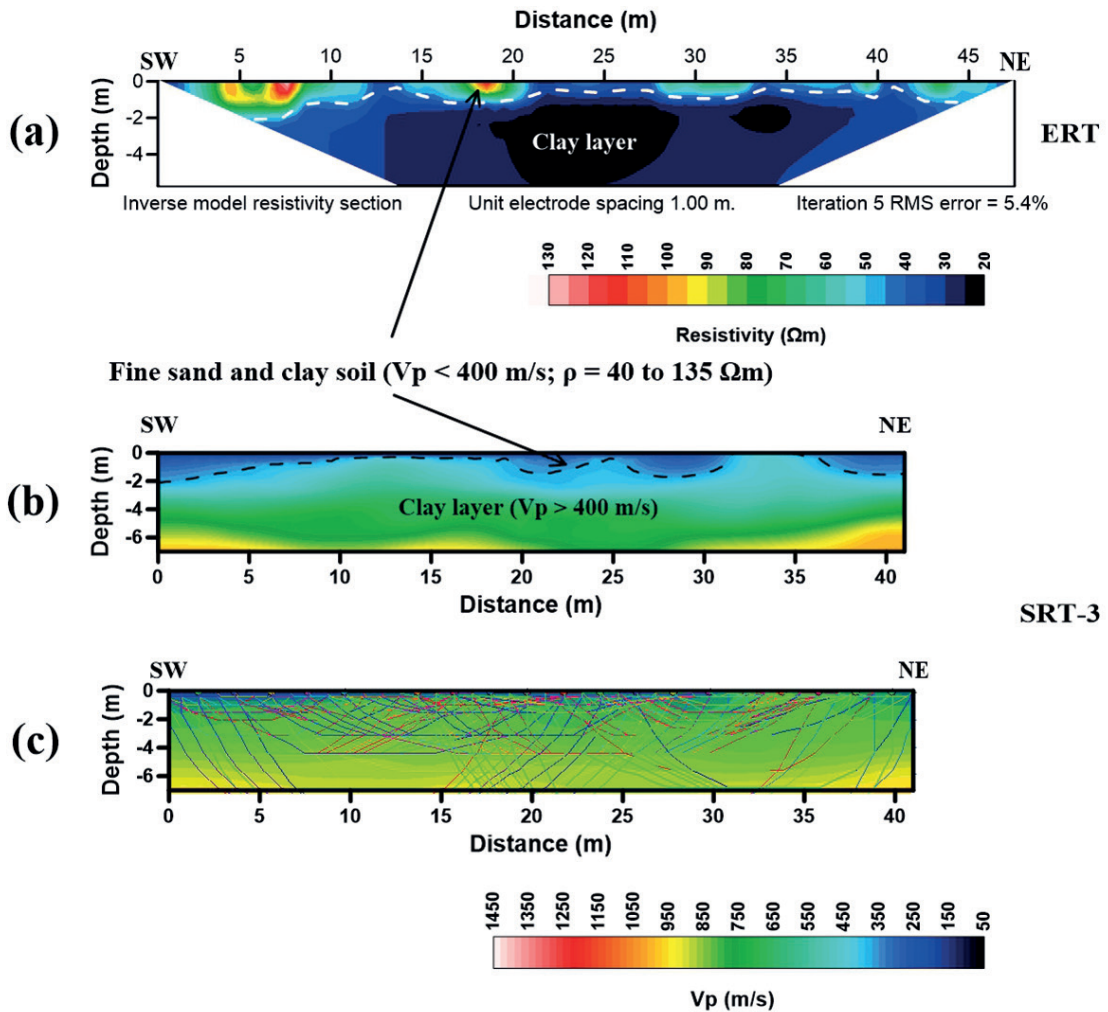 Distance (m)
SW 5 10 15 20 25 30 35 40 45 NE
(a)
Depth (m)
0
-2
-4
Clay layer
ERT
Inverse model resistivity section Unit electrode spacing 1.00 m. Iteration 5 RMS error = 5.4%
130 120 110 100 90 80 70 60 50 40 30 20
Resistivity (Ωm)
Fine sand and clay soil (Vp < 400 m/s; ρ = 40 to 135 Ωm)
SW NE
(b)
Depth (m)
0
-2
-4
-6
Clay layer (Vp > 400 m/s)
0 5 10 15 20 25 30 35 40
Distance (m)
SRT-3
SW NE
(c)
Depth (m)
0
-2
-4
-6
0 5 10 15 20 25 30 35 40
Distance (m)
1450 1350 1250 1150 1050 950 850 750 650 550 450 350 250 150 50
Vp (m/s)